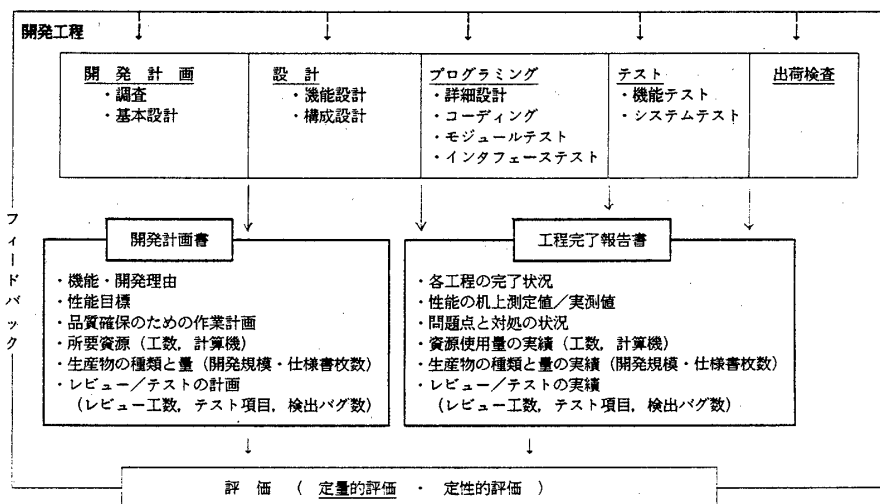 開発工程
開発計画
・調査
・基本設計
設計
・機能設計
・構成設計
プログラミング
・詳細設計
・コーディング
・モジュールテスト
・インタフェーステスト
テスト
・機能テスト
・システムテスト
出荷検査
フィードバック
開発計画書
・機能・開発理由
・性能目標
・品質確保のための作業計画
・所要資源（工数，計算機）
・生産物の種類と量（開発規模・仕様書枚数）
・レビュー／テストの計画
（レビュー工数，テスト項目，検出バグ数）
工程完了報告書
・各工程の完了状況
・性能の机上測定値／実測値
・問題点と対処の状況
・資源使用量の実績（工数，計算機）
・生産物の種類と量の実績（開発規模・仕様書枚数）
・レビュー／テストの実績
（レビュー工数，テスト項目，検出バグ数）
評価（定量的評価・定性的評価）